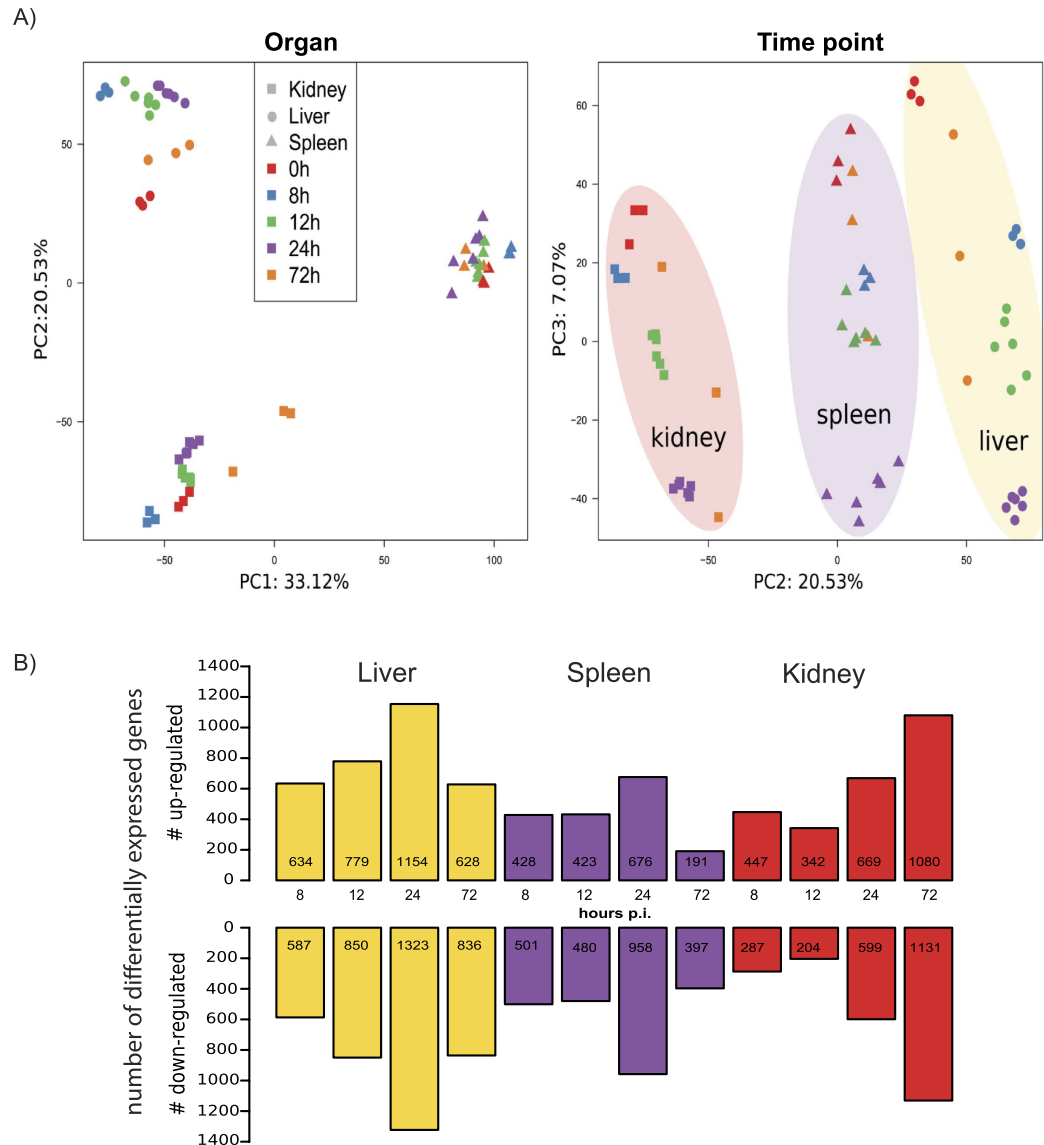 A)
Organ
Kidney
Liver
Spleen
0h
8h
12h
24h
72h
50
0
−50
PC2:20.53%
−50 0 50 100
PC1: 33.12%
Time point
60
40
20
0
−20
−40
PC3: 7.07%
kidney
spleen
liver
−50 0 50
PC2: 20.53%
B)
number of differentially expressed genes
# up-regulated
1400
1200
800
600
400
200
0
Liver Spleen Kidney
634 779 1154 628 428 423 676 191 447 342 669 1080
8 12 24 72 8 12 24 72 8 12 24 72
hours p.i.
# down-regulated
0
200
400
600
800
1000
1200
1400
587 850 1323 836 501 480 958 397 287 204 599 1131